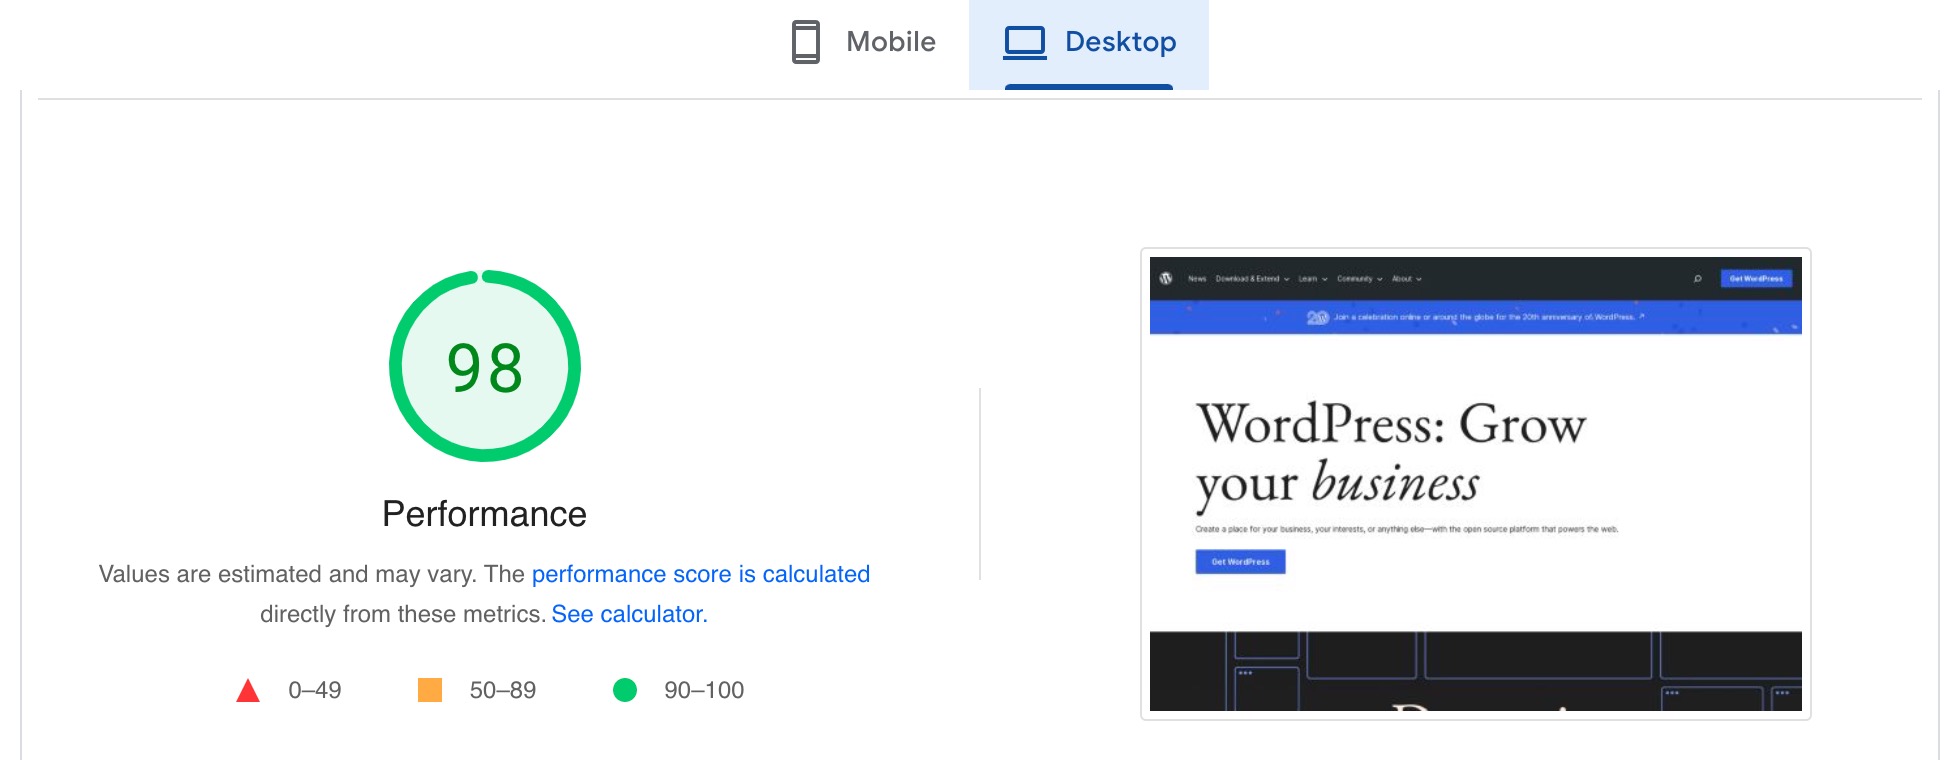 Mobile
Desktop
98
Performance
Values are estimated and may vary. The performance score is calculated
directly from these metrics. See calculator.
0–49
50–89
90–100
News Download & Extend Learn Community About
Get WordPress
20 Join a celebration online or around the globe for the 20th anniversary of WordPress. ↗
WordPress: Grow
your business
Create a place for your business, your interests, or anything else—with the open source platform that powers the web.
Get WordPress